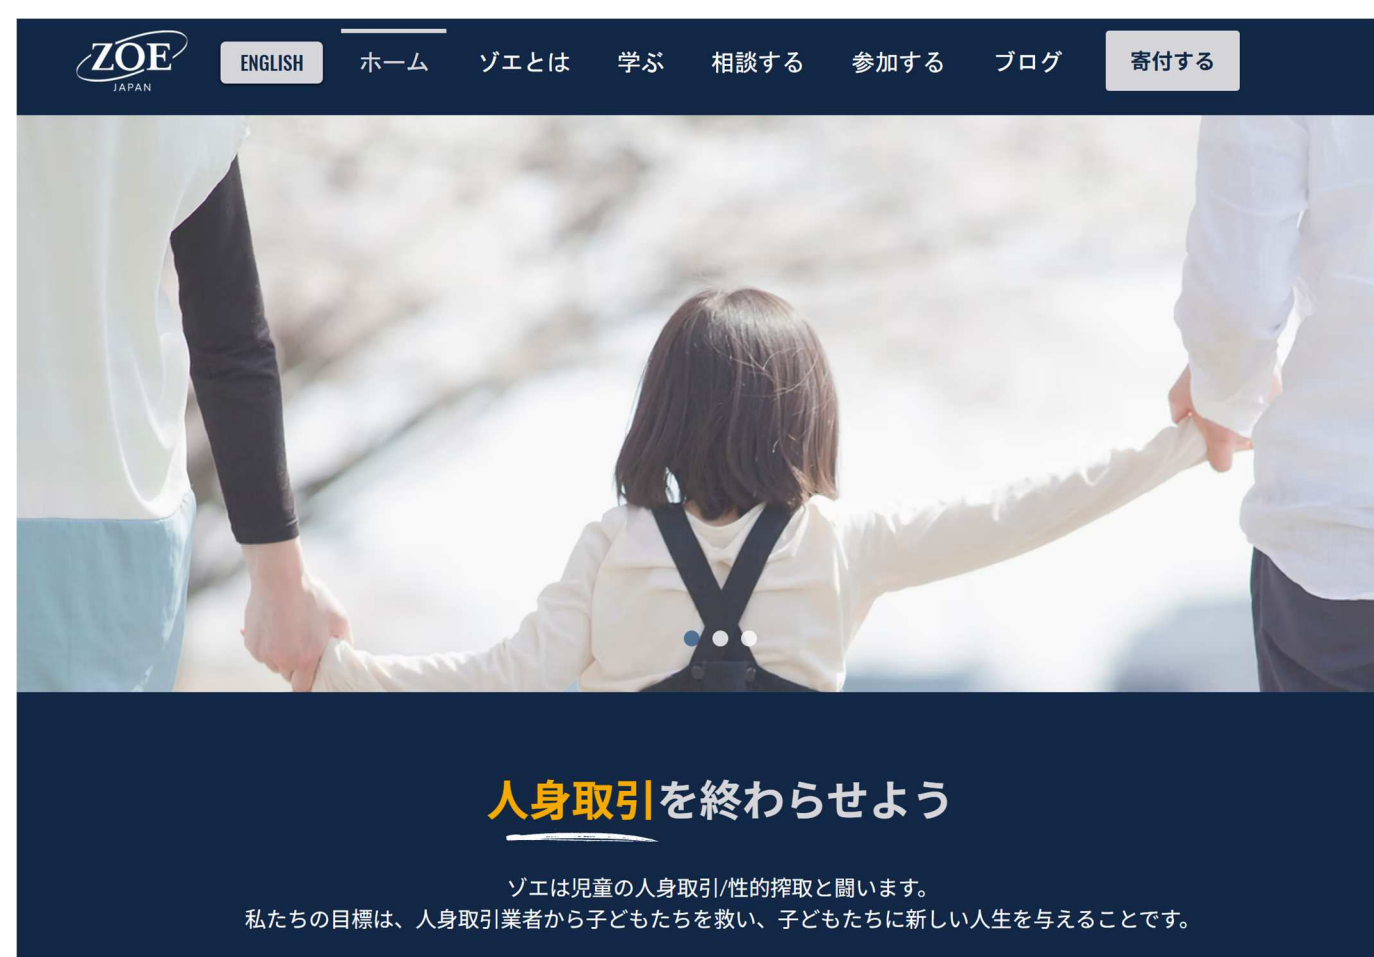 ZOE
JAPAN
ENGLISH
ホーム
ゾエとは
学ぶ
相談する
参加する
ブログ
寄付する
人身取引を終わらせよう
ゾエは児童の人身取引/性的搾取と闘います。
私たちの目標は、人身取引業者から子どもたちを救い、子どもたちに新しい人生を与えることです。